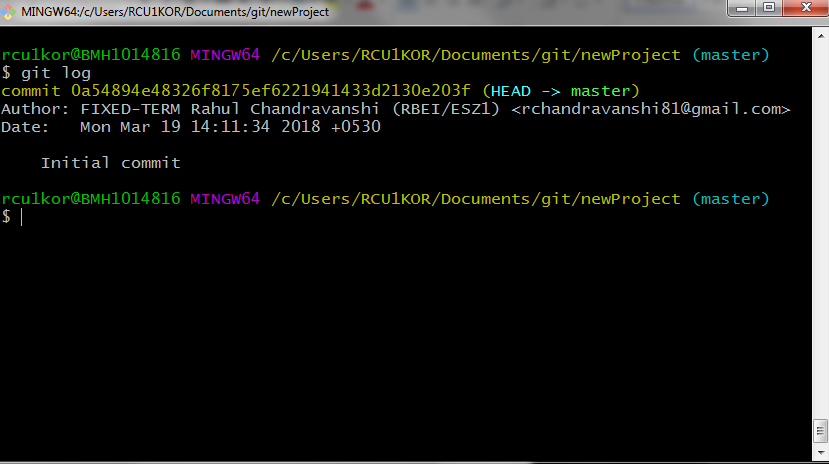 MINGW64:/c/Users/RCU1KOR/Documents/git/newProject
rcu1kor@BMH1014816 MINGW64 /c/Users/RCU1KOR/Documents/git/newProject (master)
$ git log
commit 0a54894e48326f8175ef6221941433d2130e203f (HEAD -> master)
Author: FIXED-TERM Rahul Chandravanshi (RBEI/ESZ1) <rchandravanshi81@gmail.com>
Date:   Mon Mar 19 14:11:34 2018 +0530
    Initial commit
rcu1kor@BMH1014816 MINGW64 /c/Users/RCU1KOR/Documents/git/newProject (master)
$